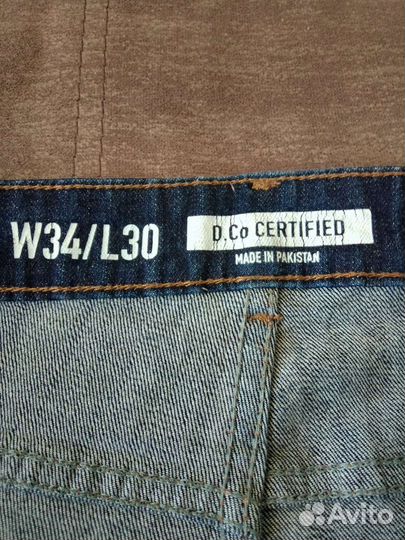 W34/L30
D.Co CERTIFIED
MADE IN PAKISTAN
Avito